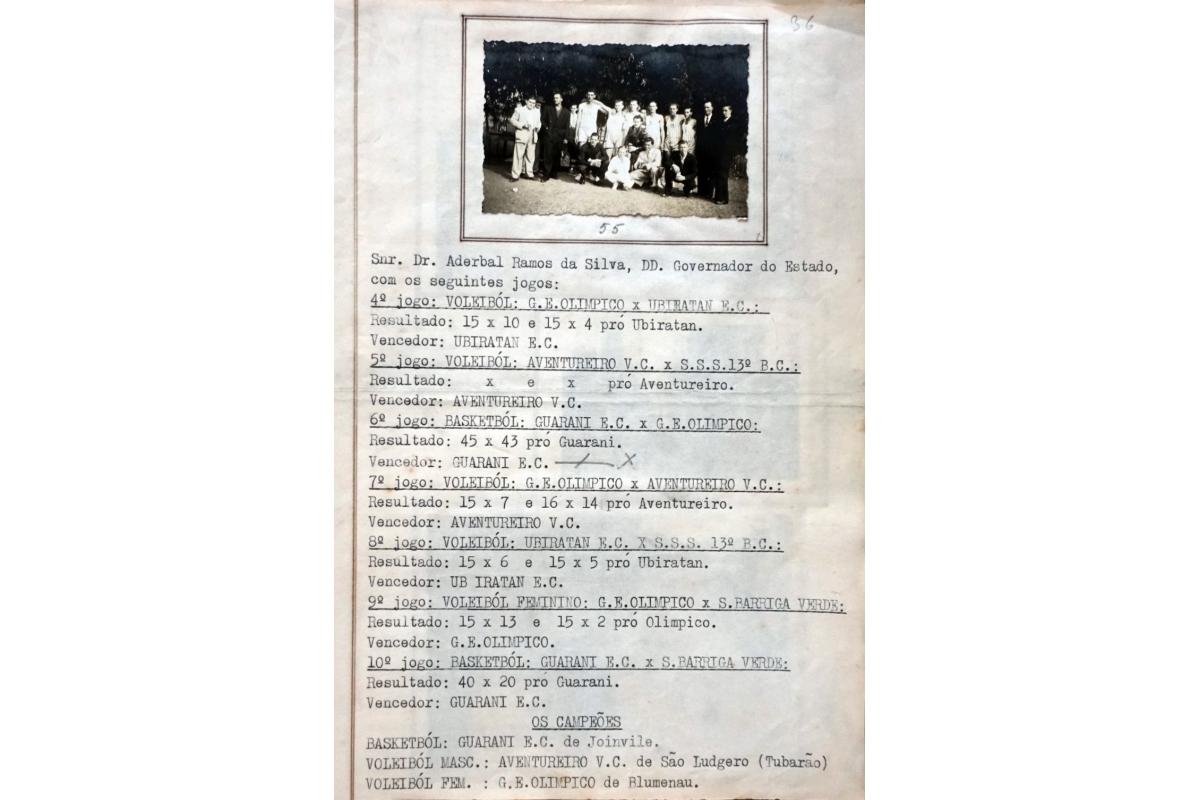 36
55
Snr. Dr. Aderbal Ramos da Silva, DD. Governador do Estado,
com os seguintes jogos:
4º jogo: VOLEIBÓL: G.E.OLIMPICO x UBIRATAN E.C.:
Resultado: 15 x 10 e 15 x 4 pró Ubiratan.
Vencedor: UBIRATAN E.C.
5º jogo: VOLEIBÓL: AVENTUREIRO V.C. x S.S.S.13º B.C.:
Resultado: x e x pró Aventureiro.
Vencedor: AVENTUREIRO V.C.
6º jogo: BASKETBÓL: GUARANI E.C. x G.E.OLIMPICO:
Resultado: 45 x 43 pró Guarani.
Vencedor: GUARANI E.C. x
7º jogo: VOLEIBÓL: G.E.OLIMPICO x AVENTUREIRO V.C.:
Resultado: 15 x 7 e 16 x 14 pró Aventureiro.
Vencedor: AVENTUREIRO V.C.
8º jogo: VOLEIBÓL: UBIRATAN E.C. X S.S.S. 13º B.C.:
Resultado: 15 x 6 e 15 x 5 pró Ubiratan.
Vencedor: UB IRATAN E.C.
9º jogo: VOLEIBÓL FEMININO: G.E.OLIMPICO x S.BARRIGA VERDE:
Resultado: 15 x 13 e 15 x 2 pró Olimpico.
Vencedor: G.E.OLIMPICO.
10º jogo: BASKETBÓL: GUARANI E.C. x S.BARRIGA VERDE:
Resultado: 40 x 20 pró Guarani.
Vencedor: GUARANI E.C.
OS CAMPEÕES
BASKETBÓL: GUARANI E.C. de Joinvile.
VOLEIBÓL MASC.: AVENTUREIRO V.C. de São Ludgero (Tubarão)
VOLEIBÓL FEM. : G.E.OLIMPICO de Blumenau.